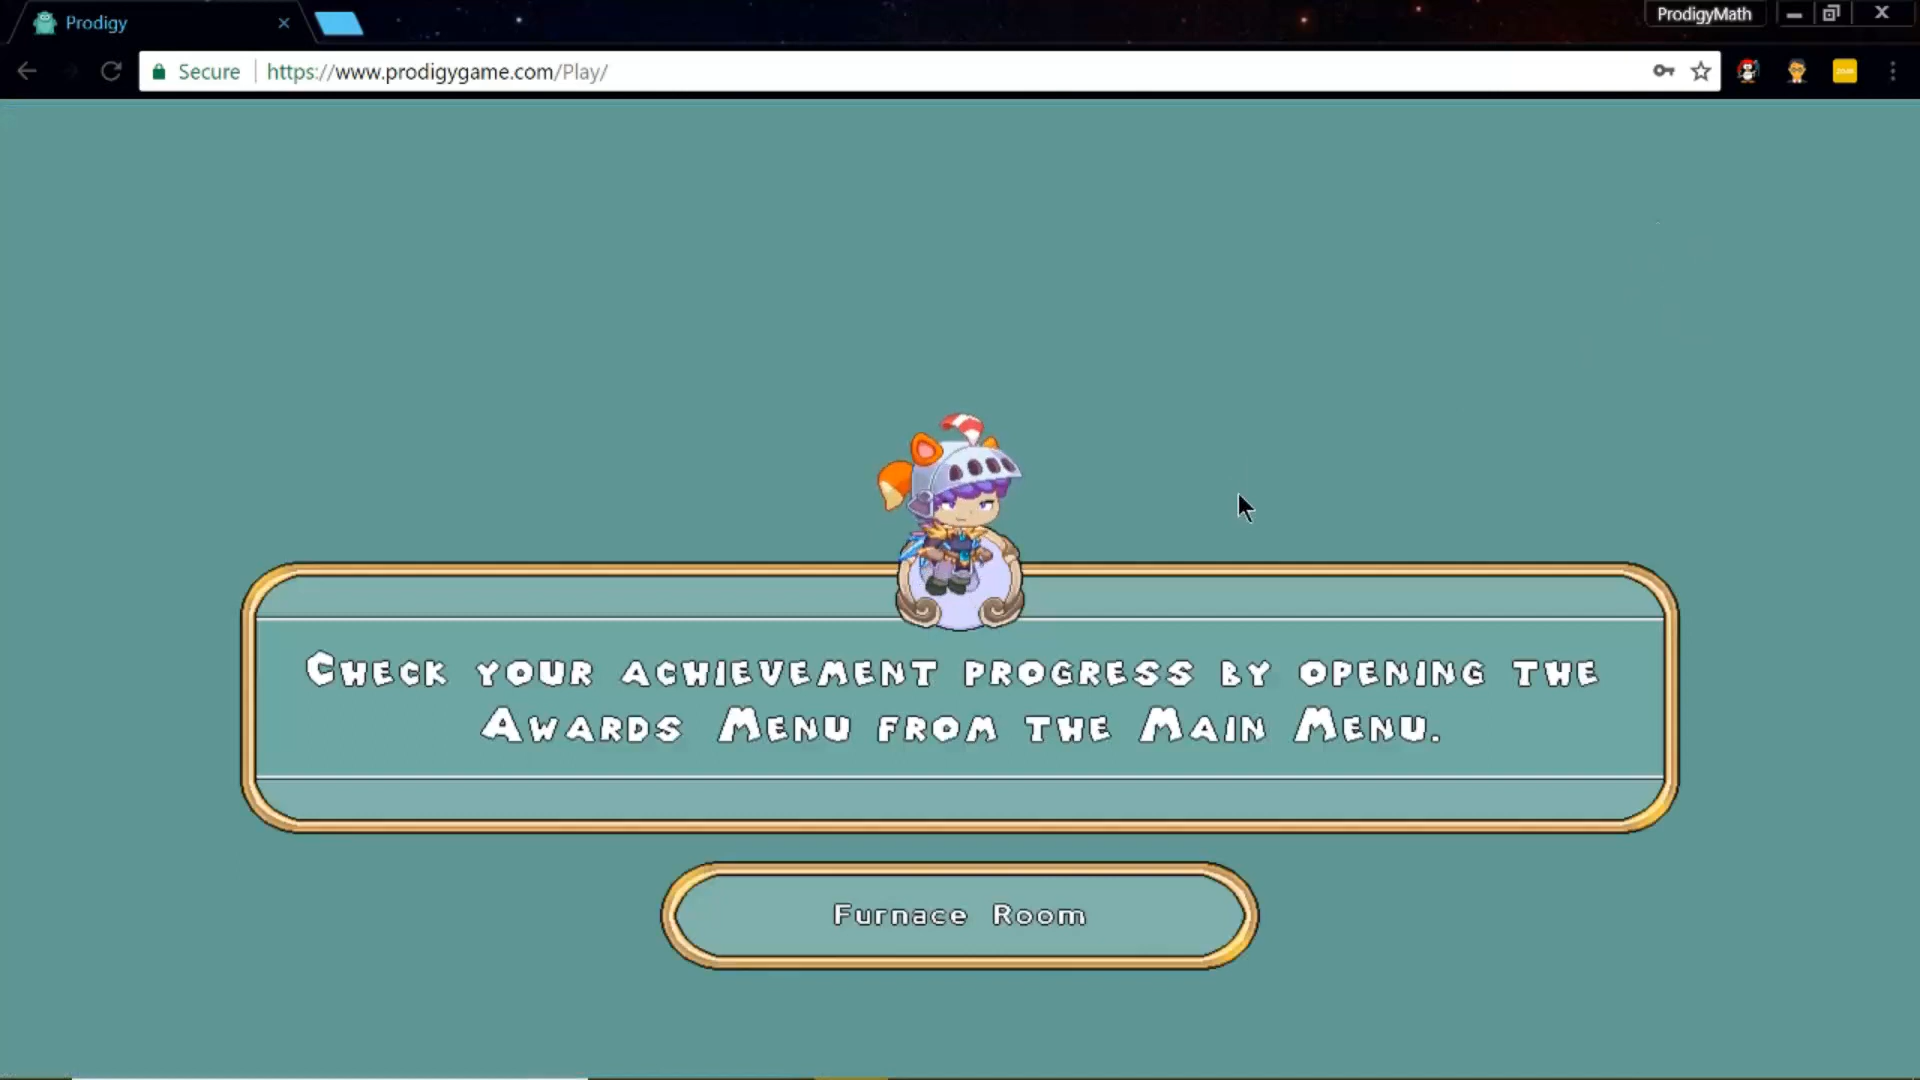 Prodigy
ProdigyMath
Secure
https://www.prodigygame.com/Play/
Check your achievement progress by opening the
Awards Menu from the Main Menu.
Furnace Room